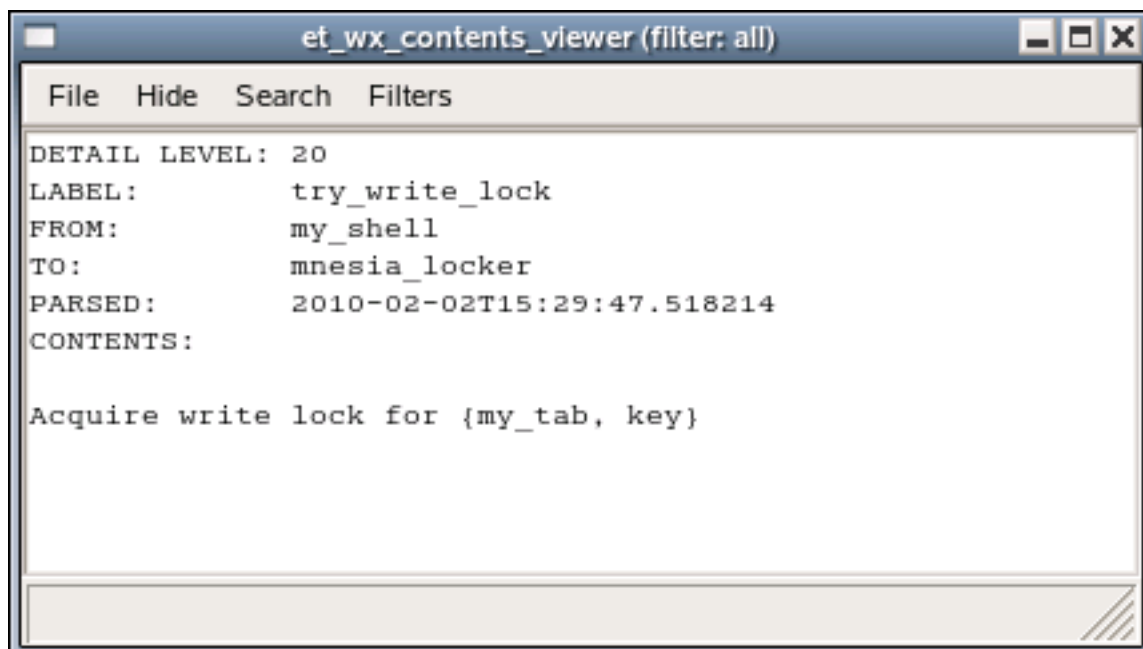 et_wx_contents_viewer (filter: all)
File Hide Search Filters
DETAIL LEVEL: 20
LABEL: try_write_lock
FROM: my_shell
TO: mnesia_locker
PARSED: 2010-02-02T15:29:47.518214
CONTENTS:
Acquire write lock for {my_tab, key}